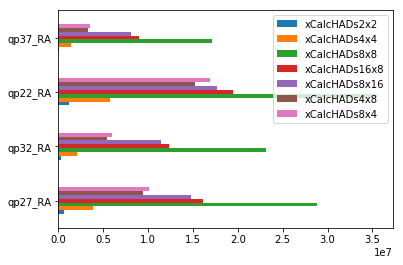 qp37_RA
qp22_RA
qp32_RA
qp27_RA
xCalcHADs2x2
xCalcHADs4x4
xCalcHADs8x8
xCalcHADs16x8
xCalcHADs8x16
xCalcHADs4x8
xCalcHADs8x4
0.0 0.5 1.0 1.5 2.0 2.5 3.0 3.5
1e7